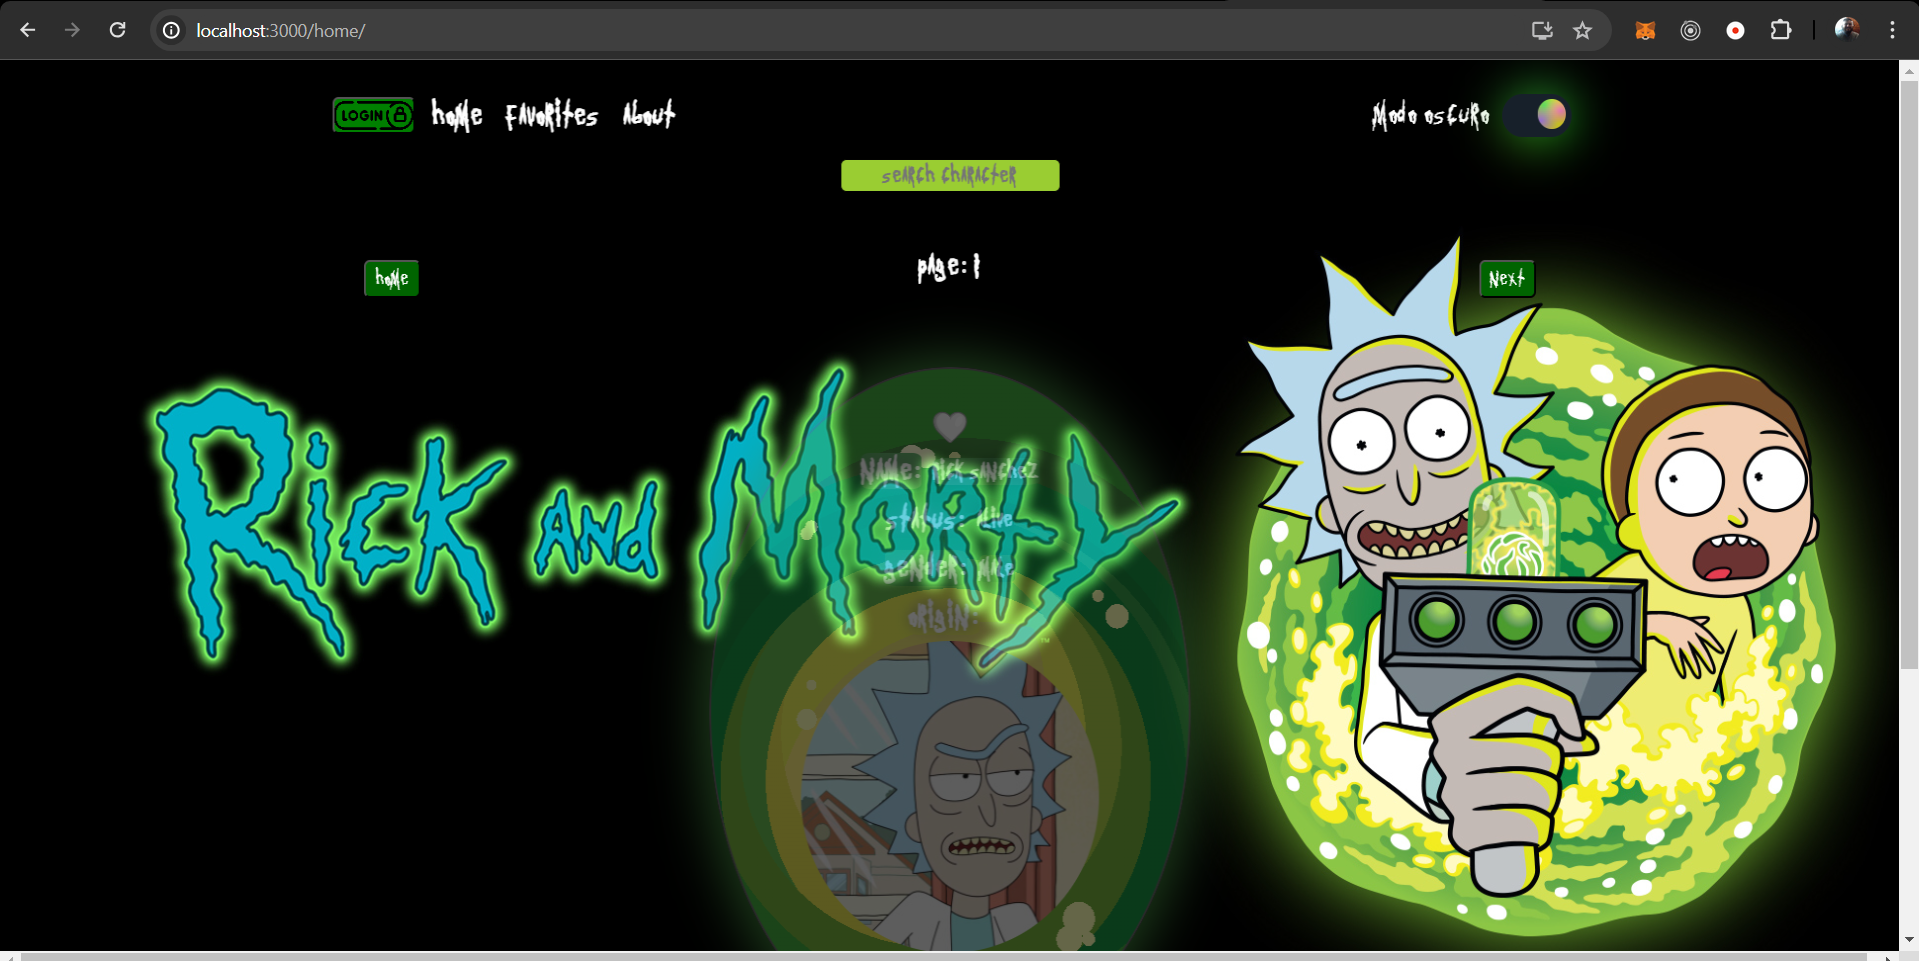 localhost:3000/home/
LOGIN
Home
Favorites
About
Modo oscuro
search character
Home
page: 1
Next
Rick and Morty
™
Name: Rick Sanchez
Status: Alive
Gender: Male
Origin: